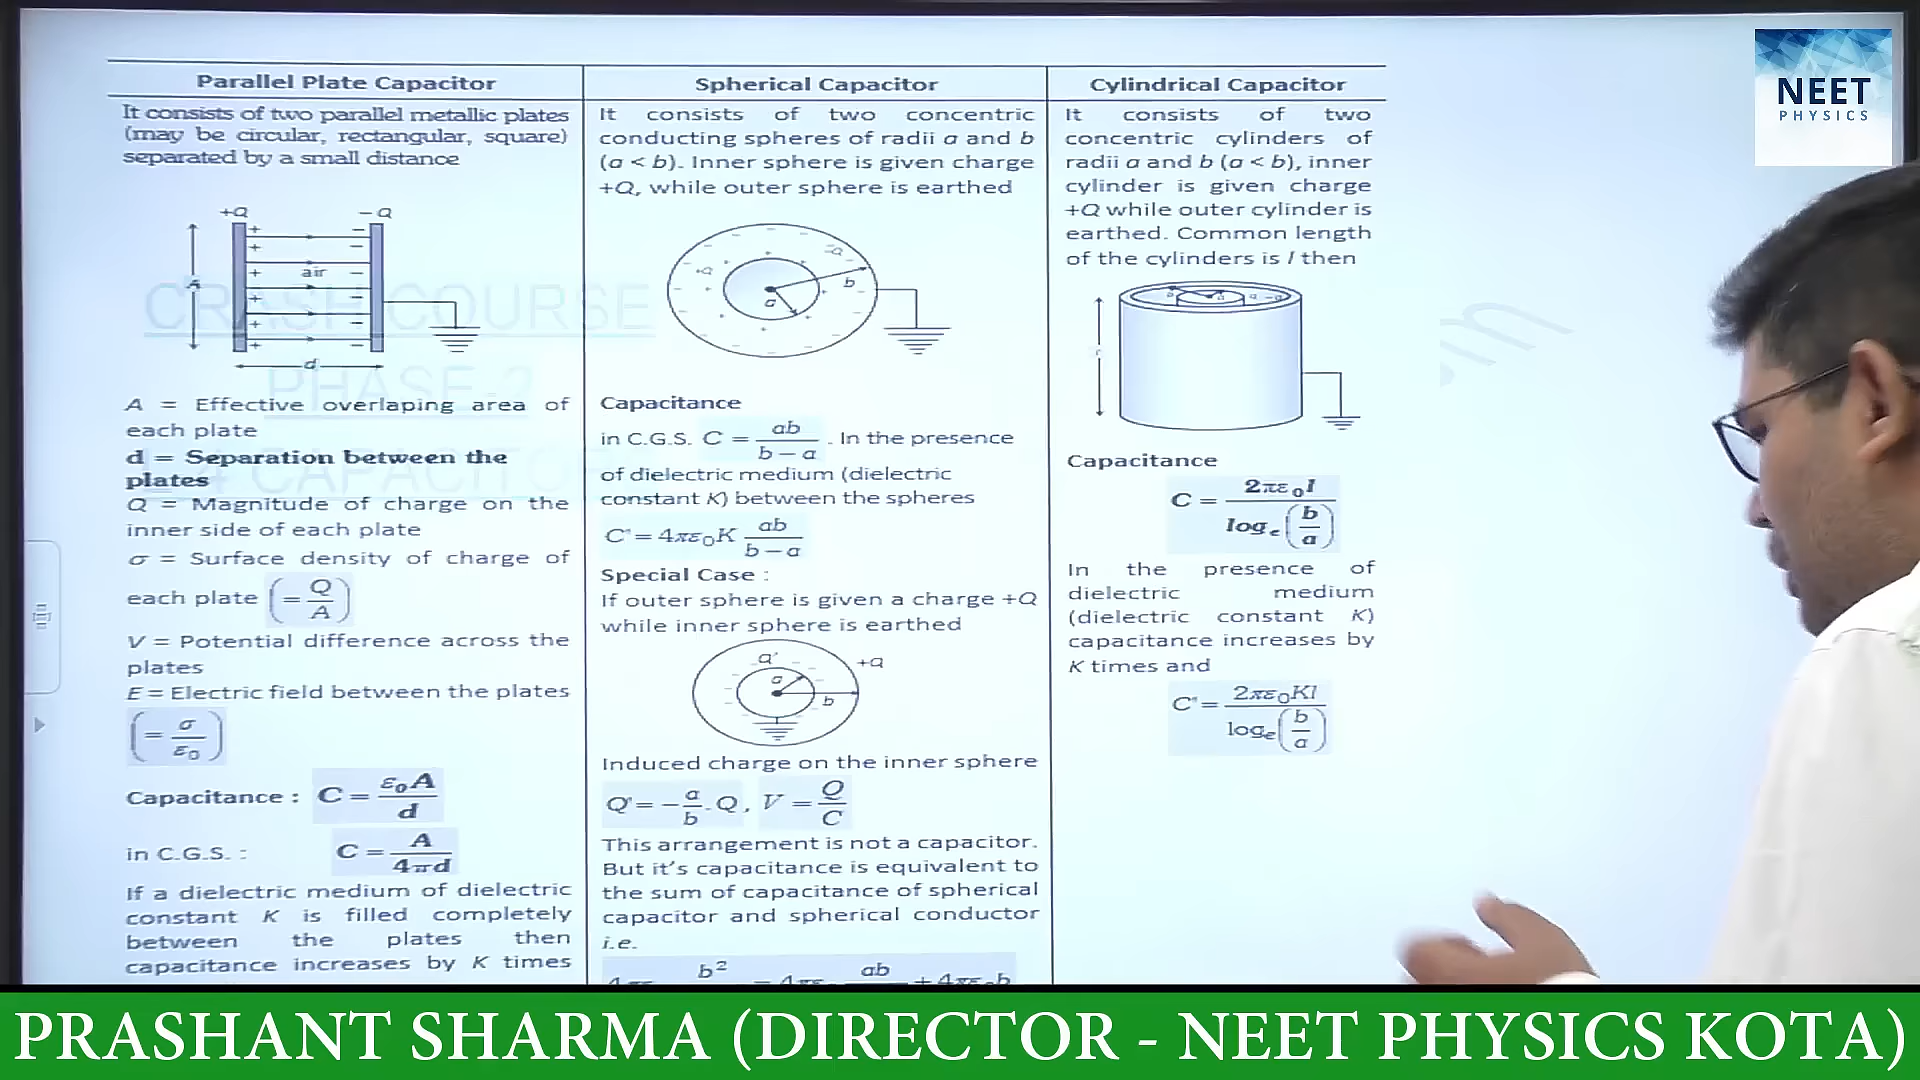 Parallel Plate Capacitor
It consists of two parallel metallic plates
(may be circular, rectangular, square)
separated by a small distance
+Q – Q
air
A
d
A = Effective overlaping area of
each plate
d = Separation between the
plates
Q = Magnitude of charge on the
inner side of each plate
σ = Surface density of charge of
each plate (= Q/A)
V = Potential difference across the
plates
E = Electric field between the plates
(= σ/ε₀)
Capacitance : C = ε₀A/d
in C.G.S. : C = A/4πd
If a dielectric medium of dielectric
constant K is filled completely
between the plates then
capacitance increases by K times
Spherical Capacitor
It consists of two concentric
conducting spheres of radii a and b
(a < b). Inner sphere is given charge
+Q, while outer sphere is earthed
–Q
+Q
b
a
Capacitance
in C.G.S. C = ab/(b – a) . In the presence
of dielectric medium (dielectric
constant K) between the spheres
C' = 4πε₀K ab/(b – a)
Special Case :
If outer sphere is given a charge +Q
while inner sphere is earthed
Q' +Q
a
b
Induced charge on the inner sphere
Q' = – a/b . Q , V = Q/C
This arrangement is not a capacitor.
But it's capacitance is equivalent to
the sum of capacitance of spherical
capacitor and spherical conductor
i.e.
b² = 4πε ab + 4πε₀b
Cylindrical Capacitor
It consists of two
concentric cylinders of
radii a and b (a < b), inner
cylinder is given charge
+Q while outer cylinder is
earthed. Common length
of the cylinders is l then
Capacitance
C = 2πε₀l / logₑ(b/a)
In the presence of
dielectric medium
(dielectric constant K)
capacitance increases by
K times and
C' = 2πε₀Kl / logₑ(b/a)
CRASH COURSE
PHASE-2
CAPACITOR
NEET
PHYSICS
PRASHANT SHARMA (DIRECTOR - NEET PHYSICS KOTA)